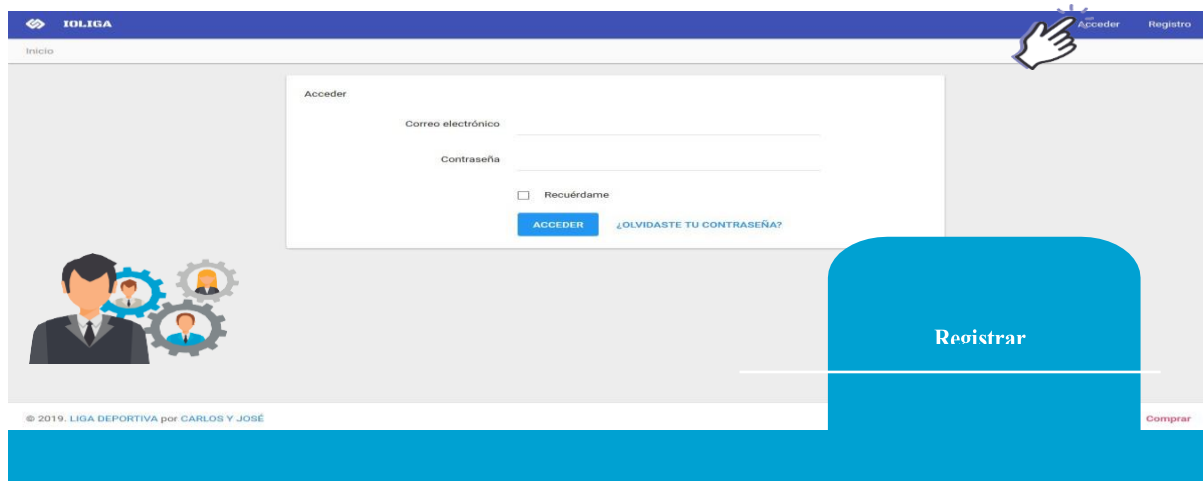 IOLIGA Acceder Registro
Inicio
Acceder
Correo electrónico
Contraseña
Recuérdame
ACCEDER ¿OLVIDASTE TU CONTRASEÑA?
Registrar
© 2019. LIGA DEPORTIVA por CARLOS Y JOSÉ Comprar